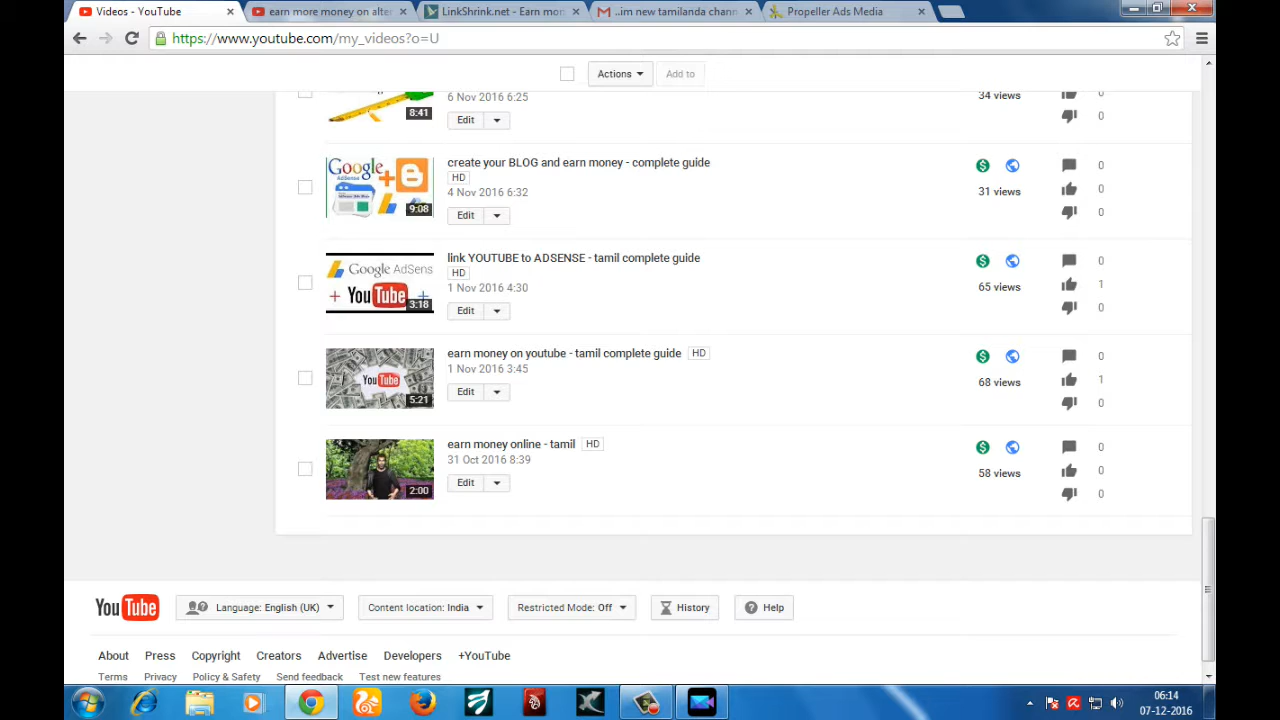 Videos - YouTube
earn more money on alte
LinkShrink.net - Earn mon
..im new tamilanda chann
Propeller Ads Media
https://www.youtube.com/my_videos?o=U
Actions
Add to
8:41
6 Nov 2016 6:25
Edit
34 views
0
0
Google
AdSense
9:08
create your BLOG and earn money - complete guide
HD
4 Nov 2016 6:32
Edit
31 views
0
0
0
Google AdSens
+ YouTube +
3:18
link YOUTUBE to ADSENSE - tamil complete guide
HD
1 Nov 2016 4:30
Edit
65 views
0
1
0
YouTube
5:21
earn money on youtube - tamil complete guide HD
1 Nov 2016 3:45
Edit
68 views
0
1
0
2:00
earn money online - tamil HD
31 Oct 2016 8:39
Edit
58 views
0
0
0
YouTube
Language: English (UK)
Content location: India
Restricted Mode: Off
History
Help
About Press Copyright Creators Advertise Developers +YouTube
Terms Privacy Policy & Safety Send feedback Test new features
06:14
07-12-2016